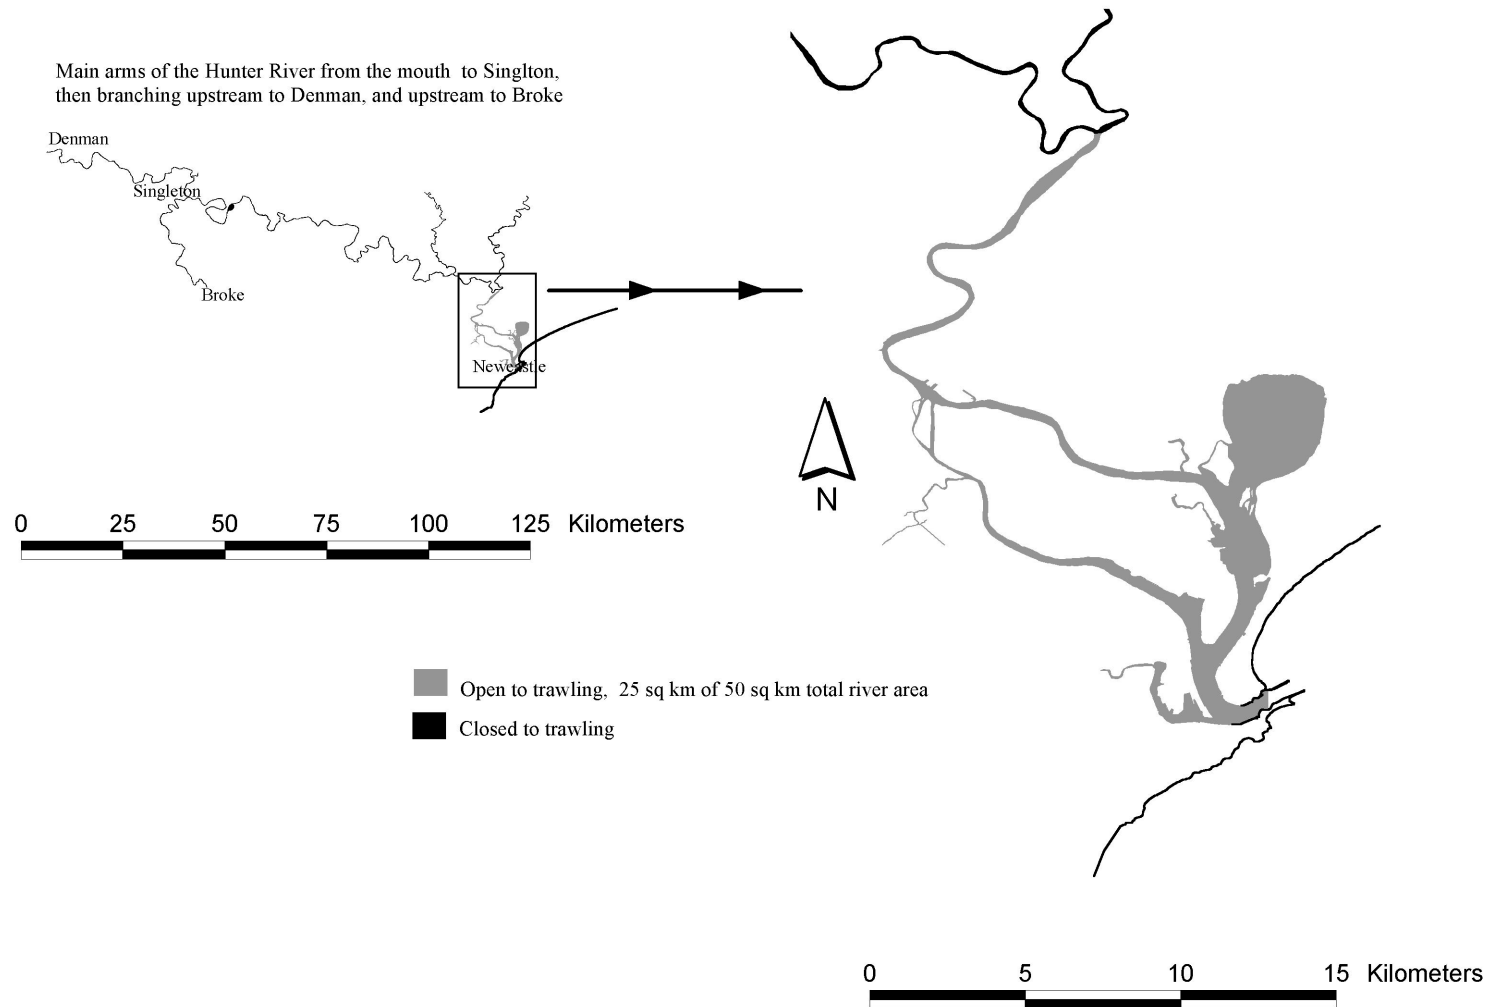 Main arms of the Hunter River from the mouth to Singlton,
then branching upstream to Denman, and upstream to Broke
Denman
Singleton
Broke
Newcastle
N
0 25 50 75 100 125 Kilometers
Open to trawling, 25 sq km of 50 sq km total river area
Closed to trawling
0 5 10 15 Kilometers